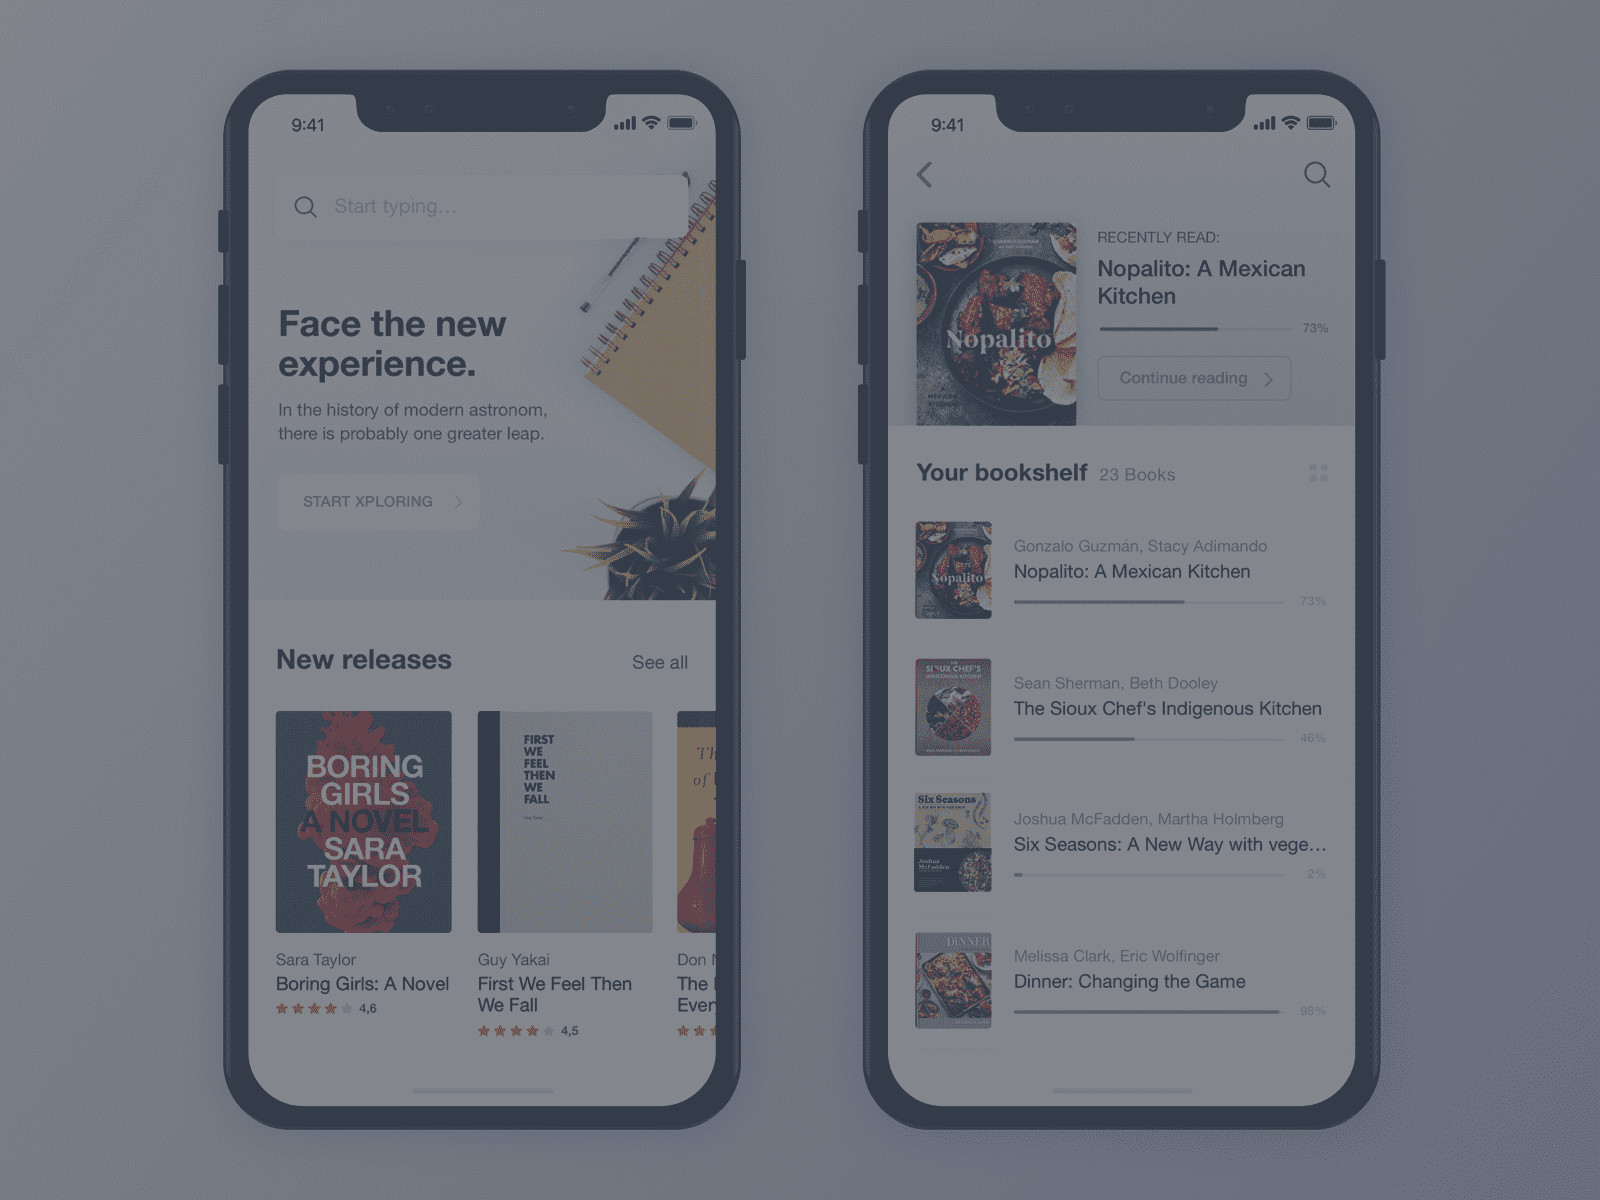 9:41
Start typing...
Face the new
experience.
In the history of modern astronom,
there is probably one greater leap.
START XPLORING
New releases
See all
BORING
GIRLS
A NOVEL
SARA
TAYLOR
Sara Taylor
Boring Girls: A Novel
4,6
FIRST
WE
FEEL
THEN
WE
FALL
Guy Yakai
First We Feel Then
We Fall
4,5
of
Don
The
9:41
Nopalito
RECENTLY READ:
Nopalito: A Mexican
Kitchen
73%
Continue reading
Your bookshelf
23 Books
Nopalito
Gonzalo Guzmán, Stacy Adimando
Nopalito: A Mexican Kitchen
73%
SIOUX CHEF'S
INDIGENOUS KITCHEN
Sean Sherman, Beth Dooley
The Sioux Chef's Indigenous Kitchen
46%
Six Seasons
Joshua
McFadden
Joshua McFadden, Martha Holmberg
Six Seasons: A New Way with vege...
2%
DINNER
Melissa Clark, Eric Wolfinger
Dinner: Changing the Game
98%